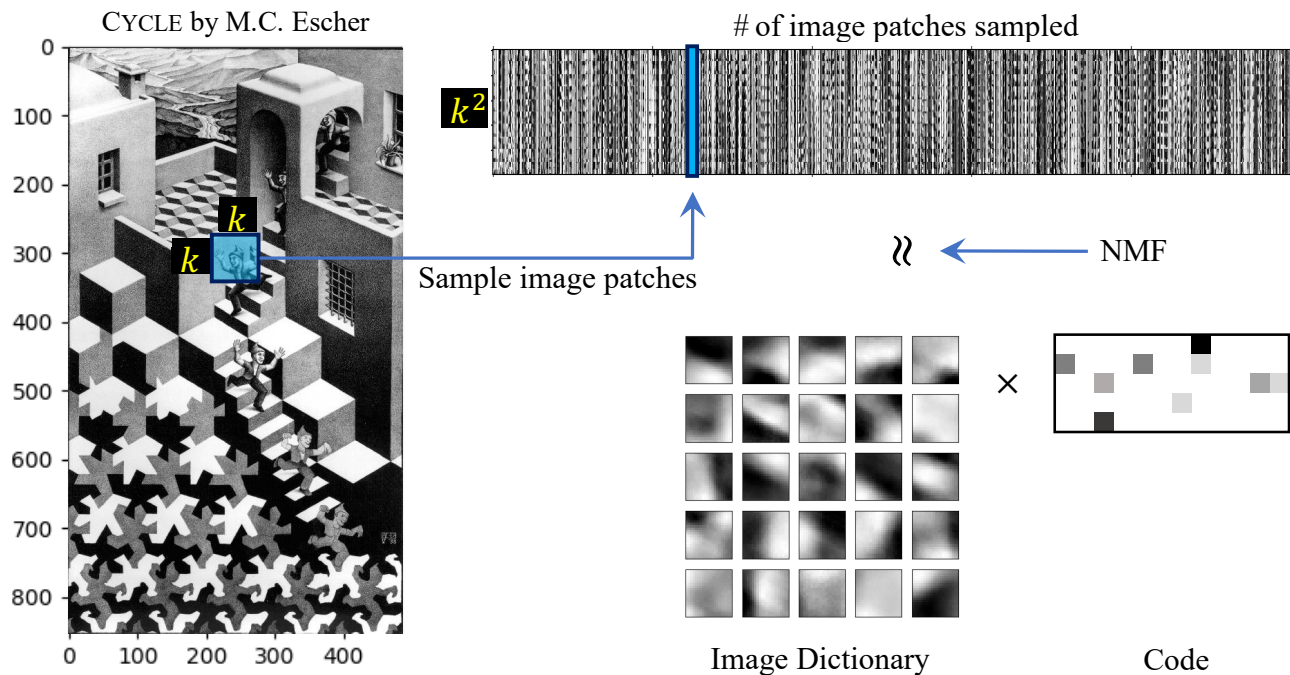 CYCLE by M.C. Escher
# of image patches sampled
0
100
200
300
400
500
600
700
800
0 100 200 300 400
k
k
k²
Sample image patches
≈
NMF
×
Image Dictionary
Code